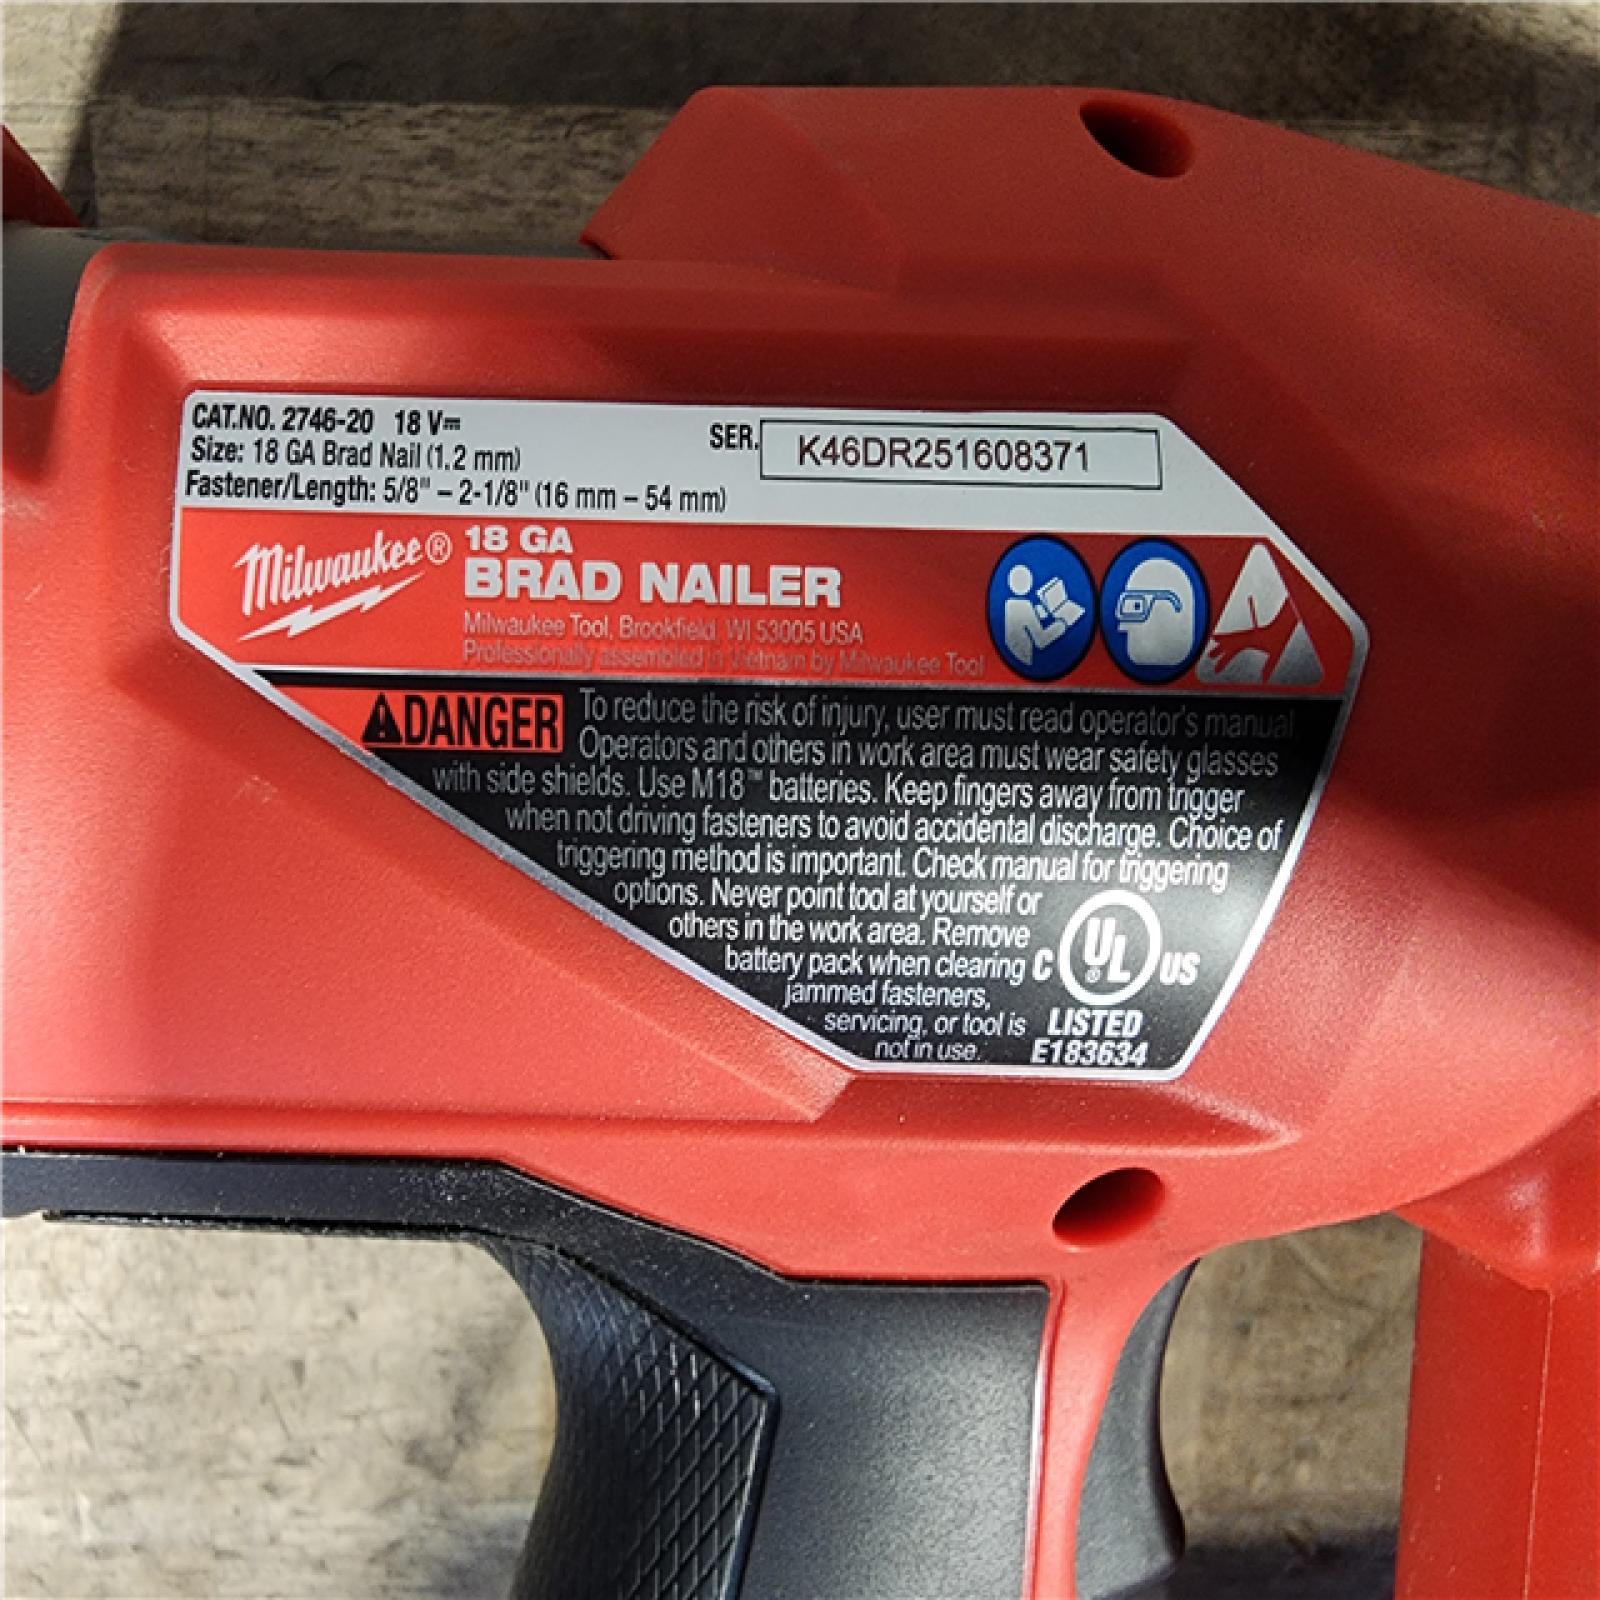 CAT.NO. 2746-20 18 V⎓
Size: 18 GA Brad Nail (1.2 mm)
Fastener/Length: 5/8" – 2-1/8" (16 mm – 54 mm)
SER. K46DR251608371
Milwaukee®
18 GA
BRAD NAILER
Milwaukee Tool, Brookfield, WI 53005 USA
Professionally assembled in Vietnam by Milwaukee Tool
DANGER To reduce the risk of injury, user must read operator's manual.
Operators and others in work area must wear safety glasses
with side shields. Use M18™ batteries. Keep fingers away from trigger
when not driving fasteners to avoid accidental discharge. Choice of
triggering method is important. Check manual for triggering
options. Never point tool at yourself or
others in the work area. Remove
battery pack when clearing
jammed fasteners,
servicing, or tool is
not in use.
C UL® US
LISTED
E183634